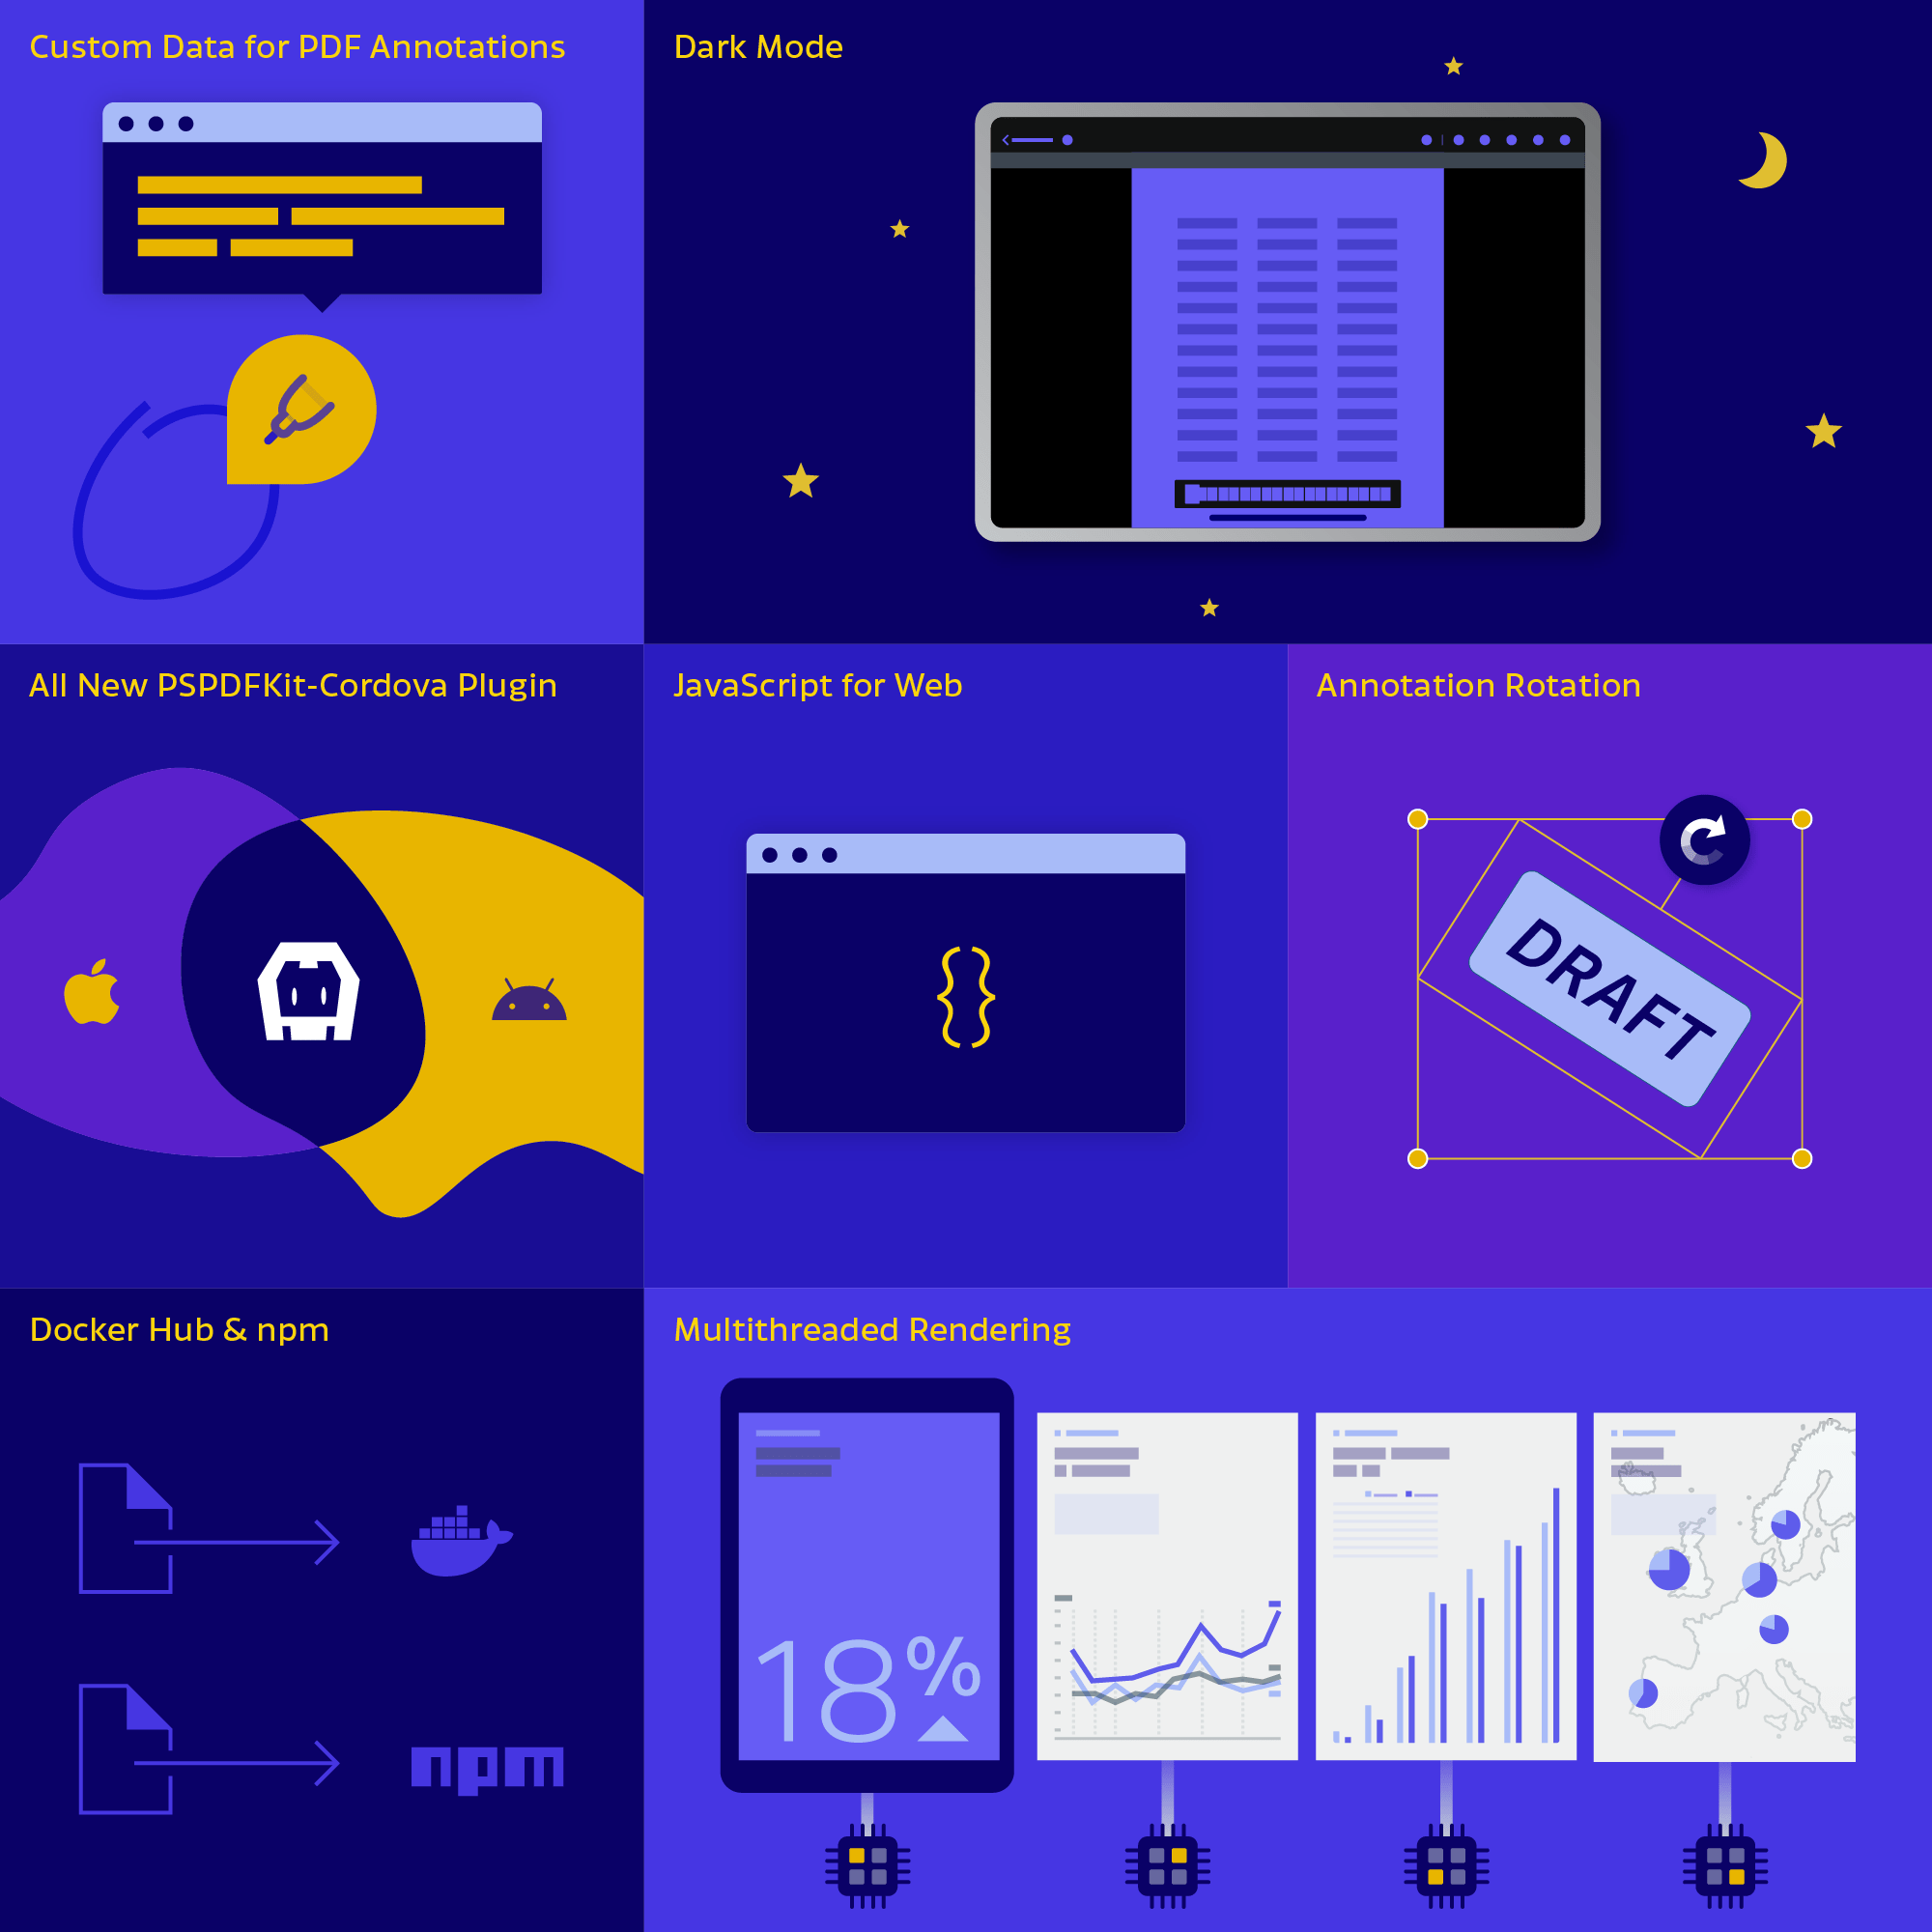 Custom Data for PDF Annotations
Dark Mode
All New PSPDFKit-Cordova Plugin
JavaScript for Web
{}
Annotation Rotation
DRAFT
Docker Hub & npm
npm
Multithreaded Rendering
18%